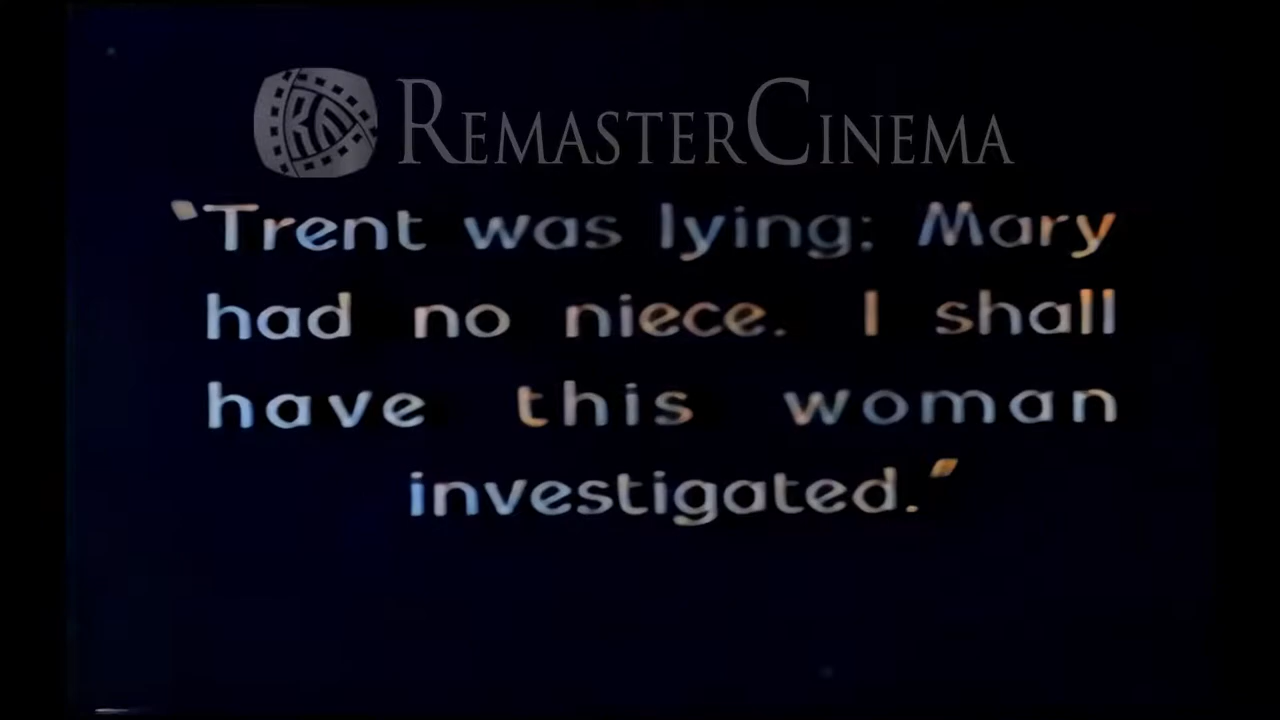 REMASTERCINEMA
"Trent was lying: Mary
had no niece. I shall
have this woman
investigated."